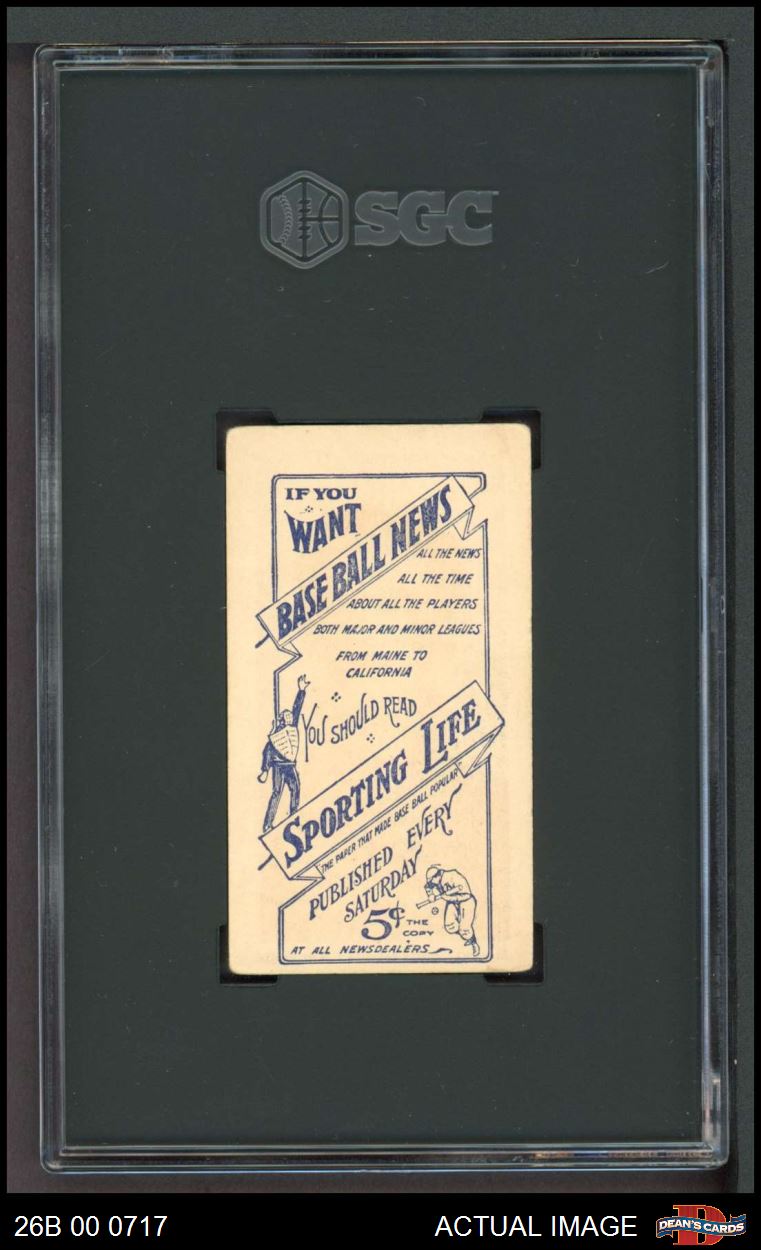 SGC
IF YOU
WANT
BASE BALL NEWS
ALL THE NEWS
ALL THE TIME
ABOUT ALL THE PLAYERS
BOTH MAJOR AND MINOR LEAGUES
FROM MAINE TO
CALIFORNIA
YOU SHOULD READ
SPORTING LIFE
THE PAPER THAT MADE BASE BALL POPULAR
PUBLISHED EVERY
SATURDAY
5¢ THE
COPY
AT ALL NEWSDEALERS
26B 00 0717
ACTUAL IMAGE
DEAN'S CARDS